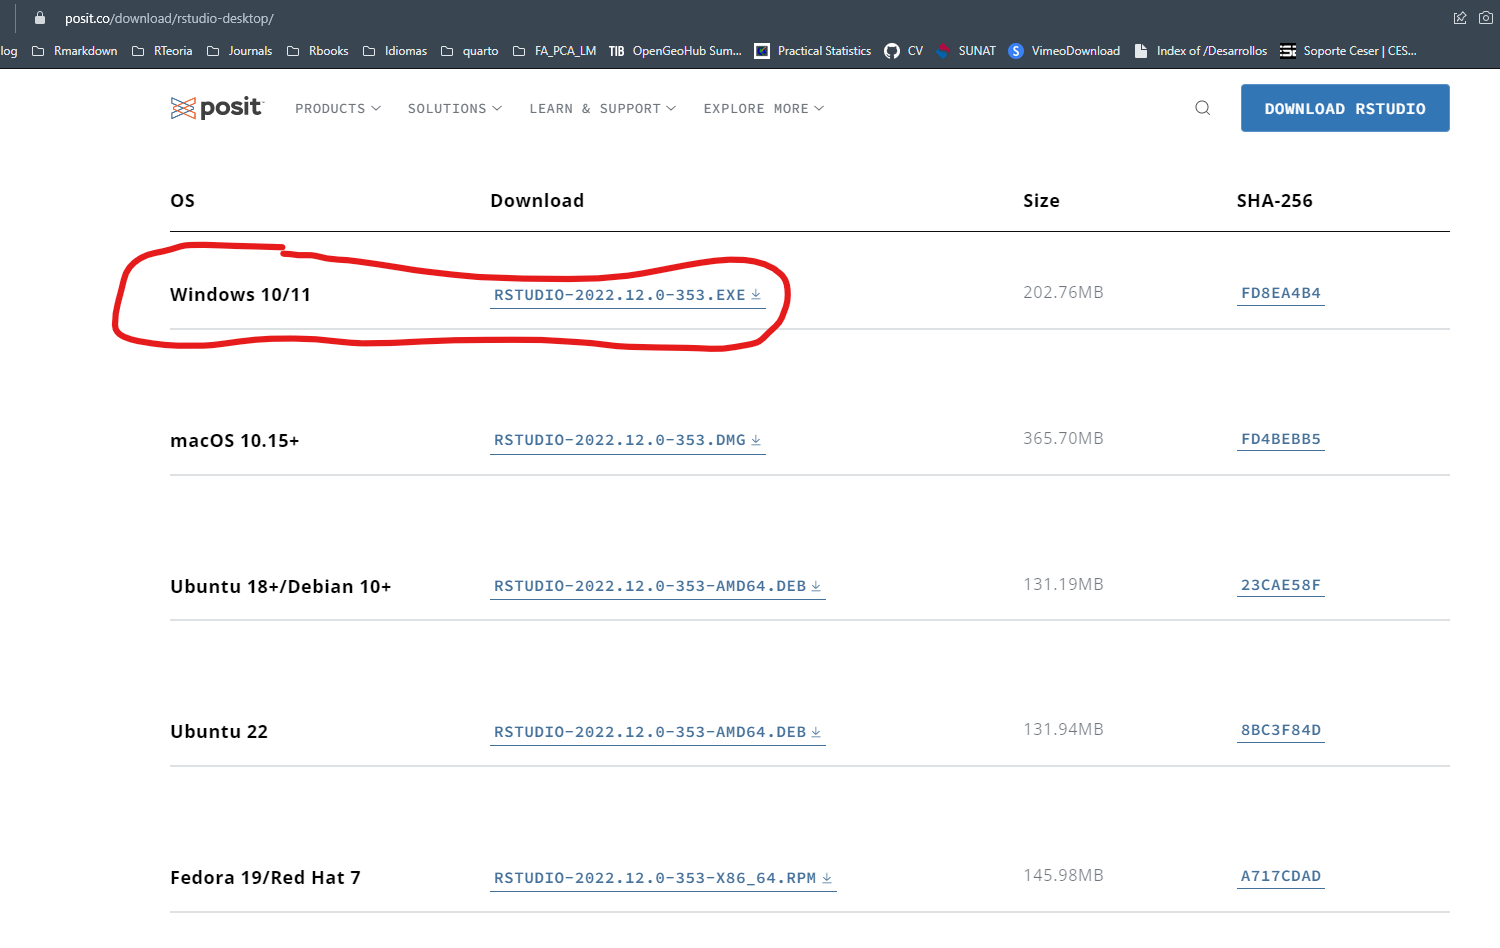 posit.co/download/rstudio-desktop/
log Rmarkdown RTeoria Journals Rbooks Idiomas quarto FA_PCA_LM TIB OpenGeoHub Sum... Practical Statistics CV SUNAT S VimeoDownload Index of /Desarrollos Soporte Ceser | CES...
posit PRODUCTS SOLUTIONS LEARN & SUPPORT EXPLORE MORE DOWNLOAD RSTUDIO
OS Download Size SHA-256
Windows 10/11 RSTUDIO-2022.12.0-353.EXE 202.76MB FD8EA4B4
macOS 10.15+ RSTUDIO-2022.12.0-353.DMG 365.70MB FD4BEBB5
Ubuntu 18+/Debian 10+ RSTUDIO-2022.12.0-353-AMD64.DEB 131.19MB 23CAE58F
Ubuntu 22 RSTUDIO-2022.12.0-353-AMD64.DEB 131.94MB 8BC3F84D
Fedora 19/Red Hat 7 RSTUDIO-2022.12.0-353-X86_64.RPM 145.98MB A717CDAD